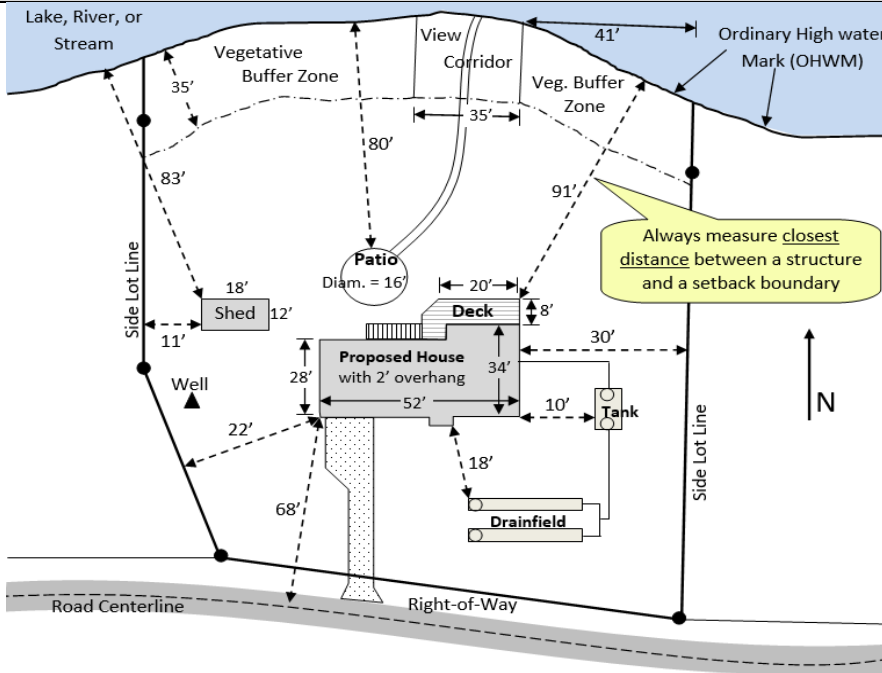 Lake, River, or
Stream
Vegetative
Buffer Zone
View
Corridor
41’
Ordinary High water
Mark (OHWM)
Veg. Buffer
Zone
35’
35’
80’
83’
91’
Always measure closest
distance between a structure
and a setback boundary
Side Lot Line
Patio
Diam. = 16’
18’
Shed
12’
11’
20’
Deck
8’
Proposed House
with 2’ overhang
28’
34’
52’
30’
10’
Tank
N
Well
22’
18’
Side Lot Line
68’
Drainfield
Road Centerline
Right-of-Way